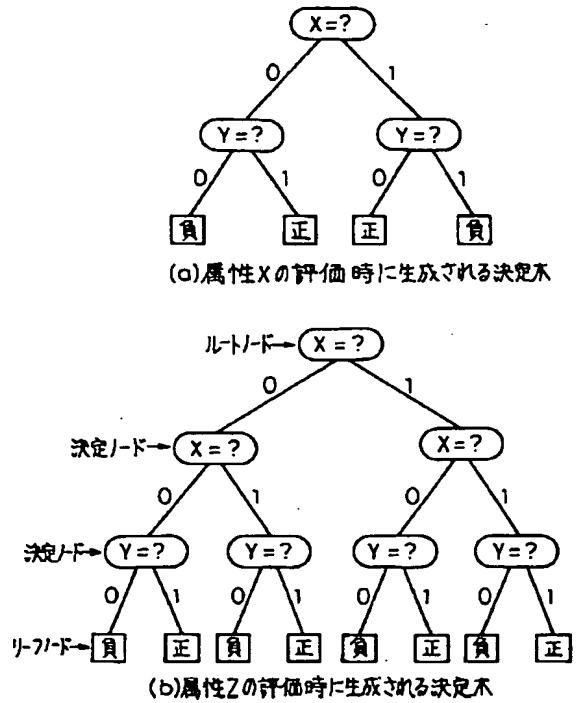 X=?
0 1
Y=? Y=?
0 1 0 1
負 正 正 負
(a)属性Xの評価時に生成される決定木
ルートノード→ X=?
0 1
決定ノード→ X=? X=?
0 1 0 1
決定ノード→ Y=? Y=? Y=? Y=?
0 1 0 1 0 1 0 1
リーフノード→ 負 正 負 正 負 正 負 正
(b)属性Zの評価時に生成される決定木